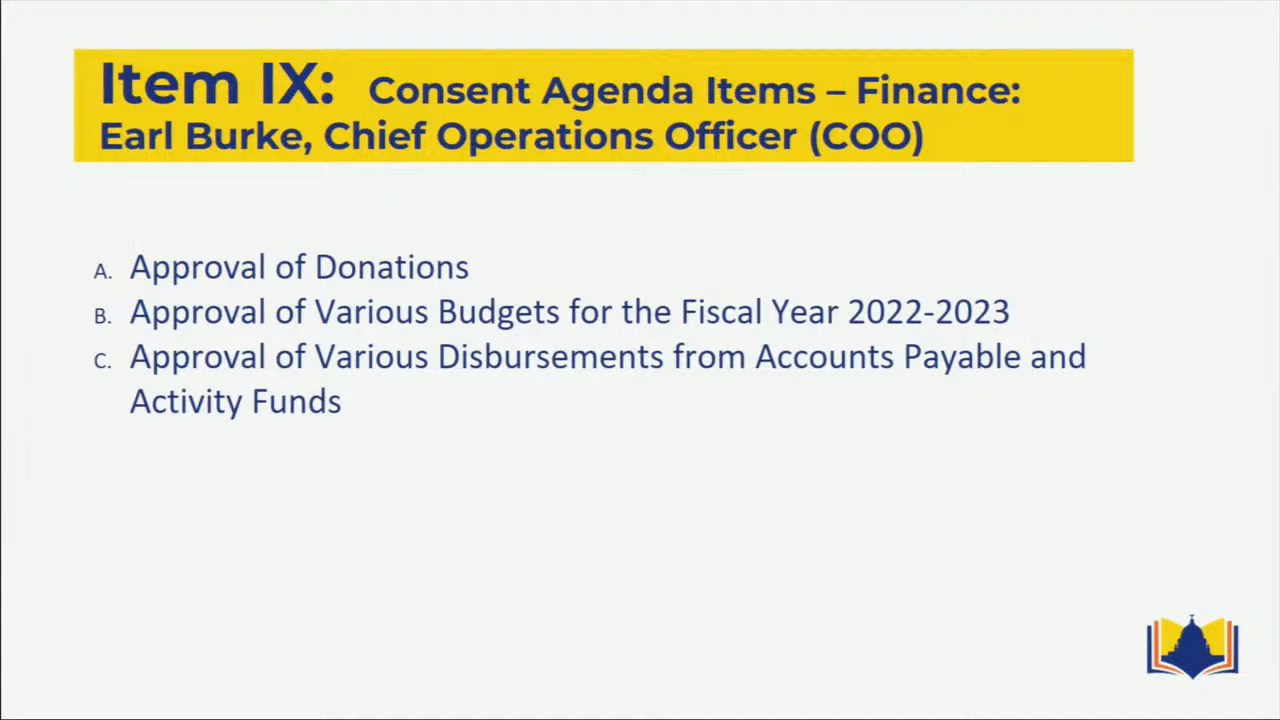 Item IX: Consent Agenda Items – Finance:
Earl Burke, Chief Operations Officer (COO)
A. Approval of Donations
B. Approval of Various Budgets for the Fiscal Year 2022-2023
C. Approval of Various Disbursements from Accounts Payable and
Activity Funds